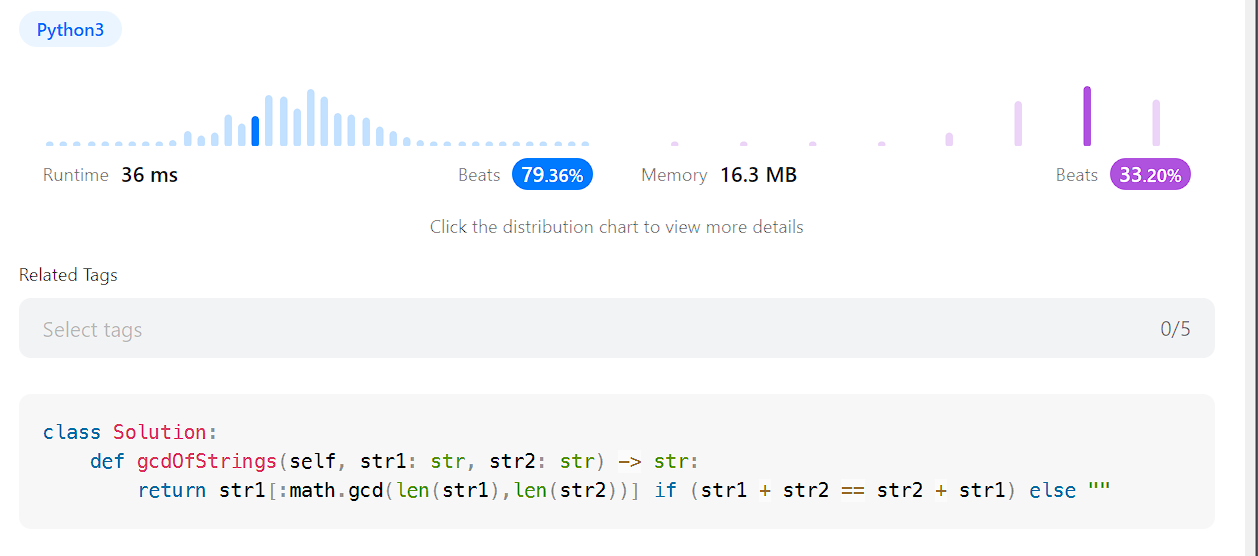 Python3
Runtime 36 ms Beats 79.36% Memory 16.3 MB Beats 33.20%
Click the distribution chart to view more details
Related Tags
Select tags 0/5
class Solution:
    def gcdOfStrings(self, str1: str, str2: str) -> str:
        return str1[:math.gcd(len(str1),len(str2))] if (str1 + str2 == str2 + str1) else ""